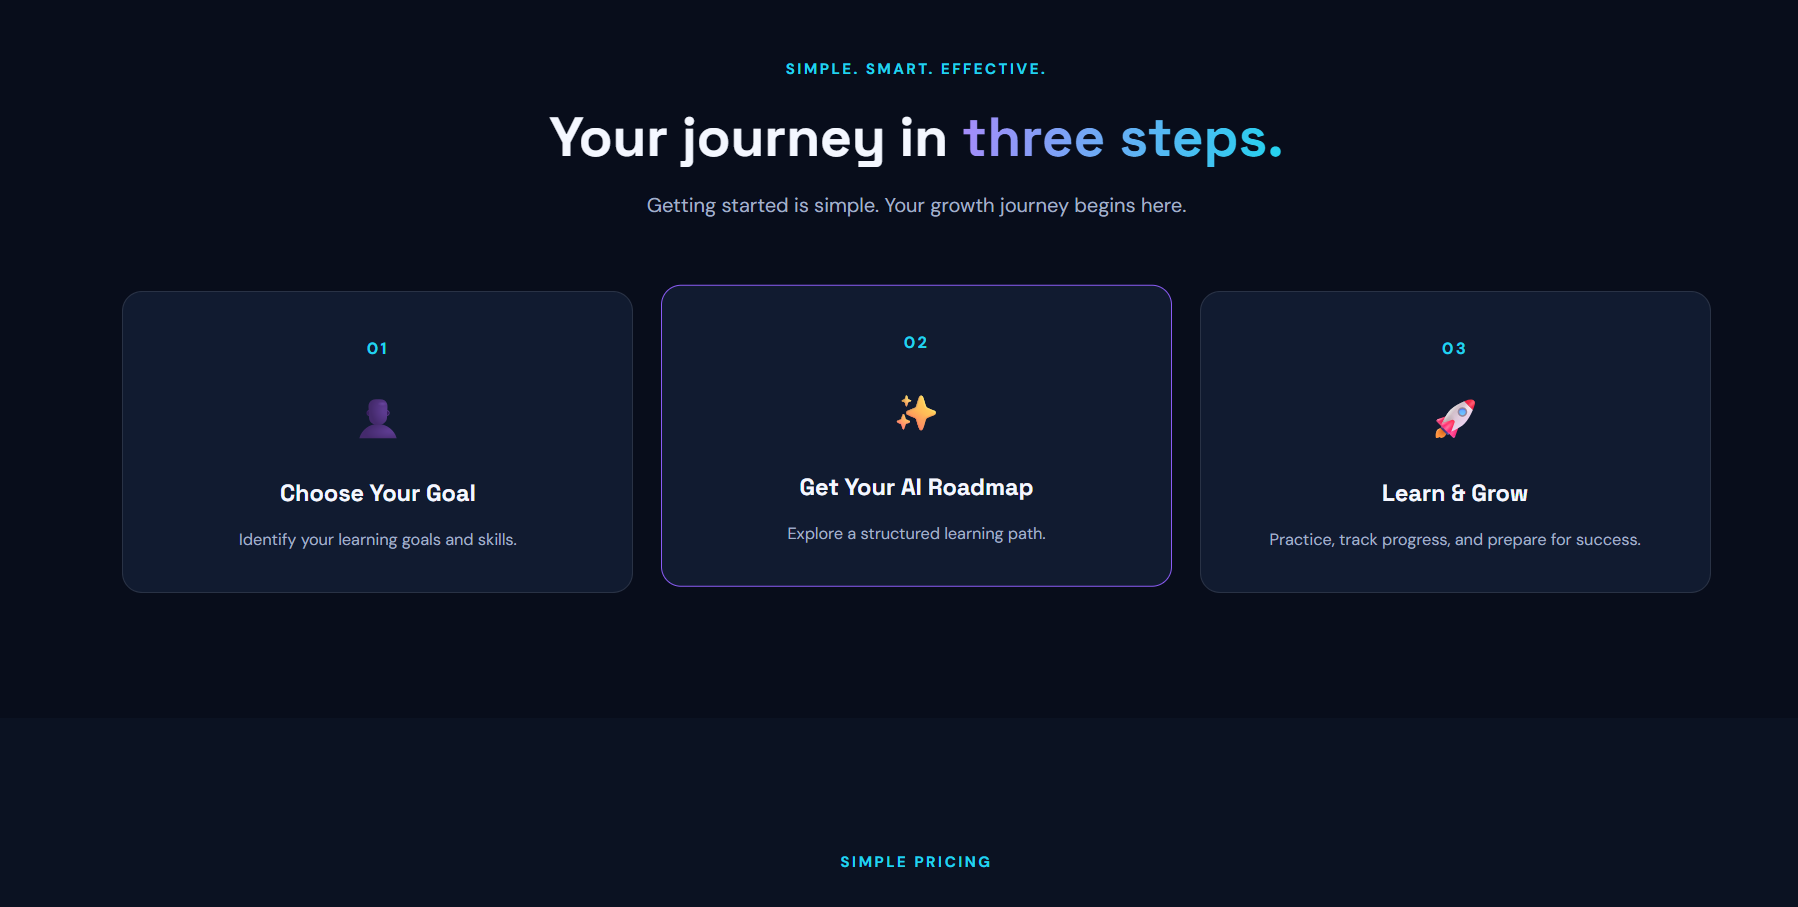 SIMPLE. SMART. EFFECTIVE.
Your journey in three steps.
Getting started is simple. Your growth journey begins here.
01
Choose Your Goal
Identify your learning goals and skills.
02
Get Your AI Roadmap
Explore a structured learning path.
03
Learn & Grow
Practice, track progress, and prepare for success.
SIMPLE PRICING